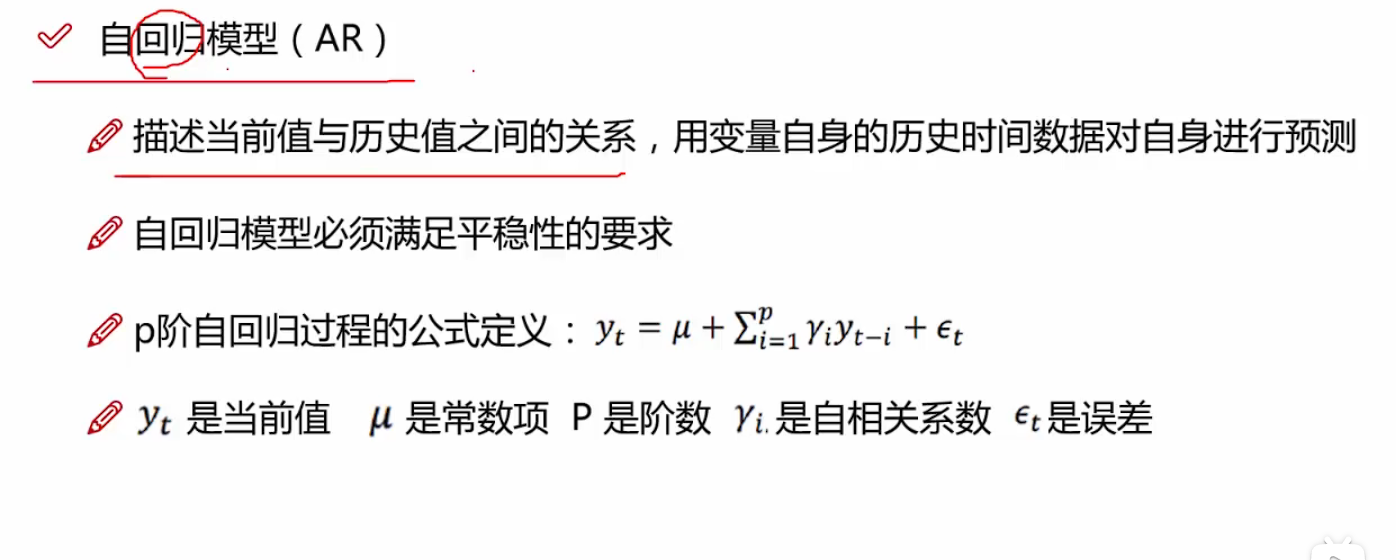 自回归模型（AR）
描述当前值与历史值之间的关系，用变量自身的历史时间数据对自身进行预测
自回归模型必须满足平稳性的要求
p阶自回归过程的公式定义：$y_t = \mu + \sum_{i=1}^{p} \gamma_i y_{t-i} + \epsilon_t$
$y_t$ 是当前值 $\mu$ 是常数项 P 是阶数 $\gamma_i$ 是自相关系数 $\epsilon_t$ 是误差